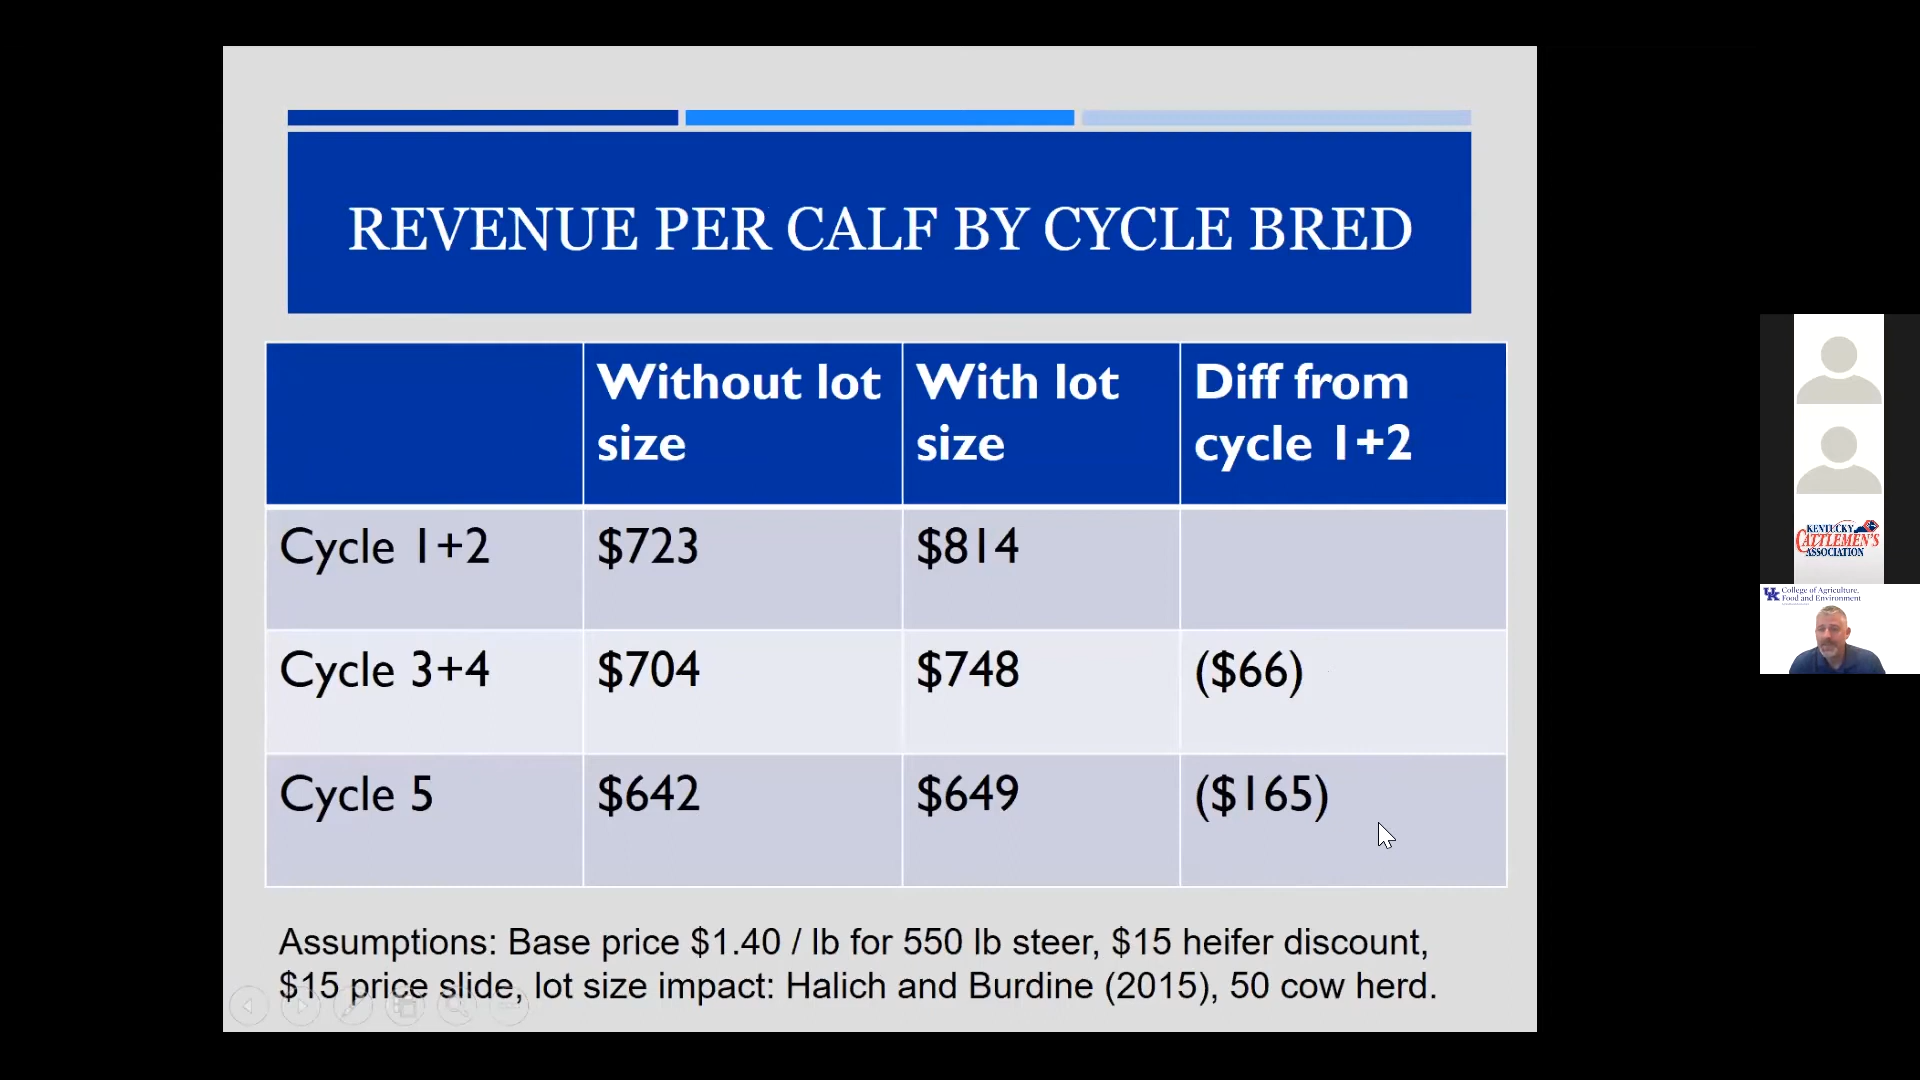 REVENUE PER CALF BY CYCLE BRED
Without lot size
With lot size
Diff from cycle 1+2
Cycle 1+2 $723 $814
Cycle 3+4 $704 $748 ($66)
Cycle 5 $642 $649 ($165)
Assumptions: Base price $1.40 / lb for 550 lb steer, $15 heifer discount,
$15 price slide, lot size impact: Halich and Burdine (2015), 50 cow herd.
KENTUCKY
CATTLEMEN'S
ASSOCIATION
UK College of Agriculture,
Food and Environment